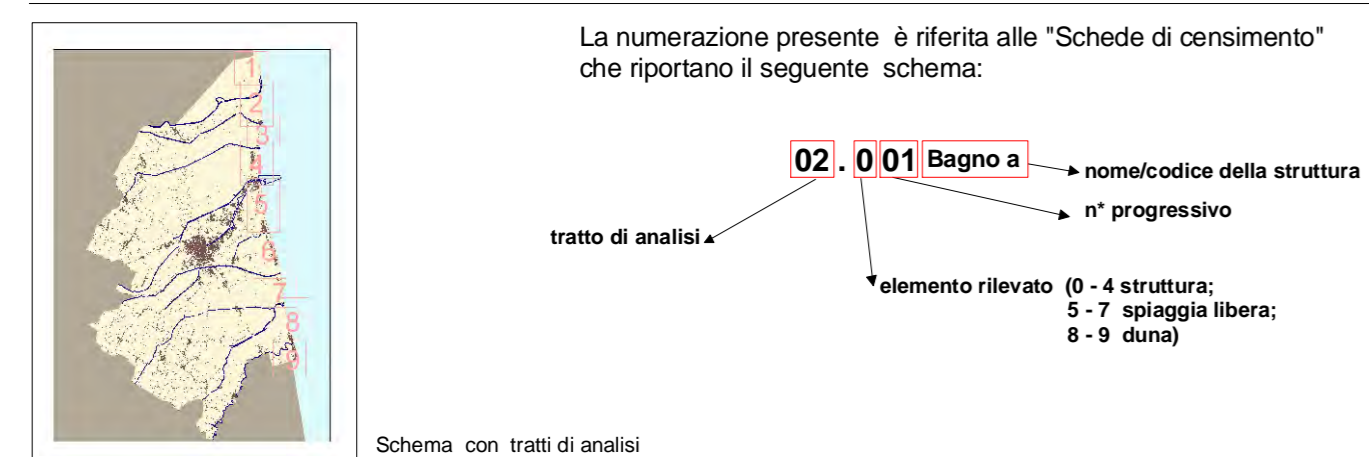 La numerazione presente è riferita alle "Schede di censimento"
che riportano il seguente schema:
02 . 0 01 Bagno a
nome/codice della struttura
n* progressivo
tratto di analisi
elemento rilevato (0 - 4 struttura;
5 - 7 spiaggia libera;
8 - 9 duna)
1
2
3
4
5
6
7
8
9
Schema con tratti di analisi